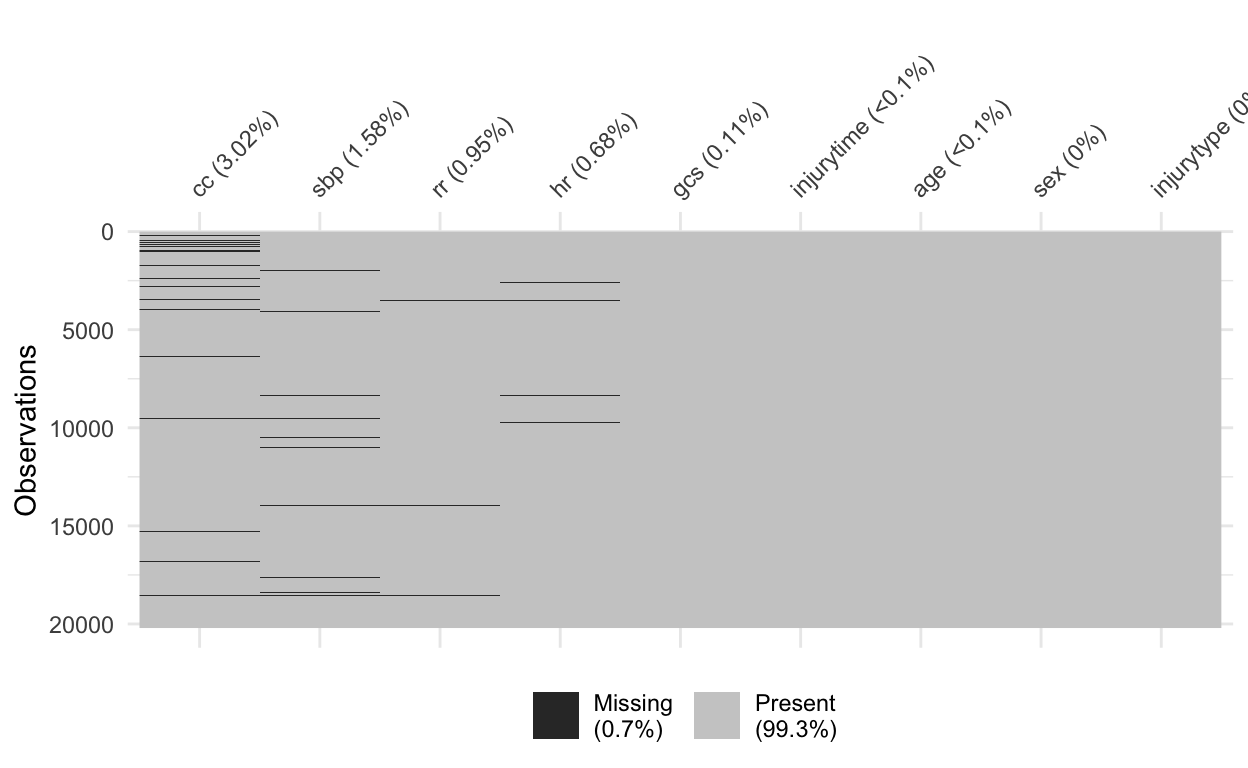 cc (3.02%)
sbp (1.58%)
rr (0.95%)
hr (0.68%)
gcs (0.11%)
injurytime (<0.1%)
age (<0.1%)
sex (0%)
injurytype (0%
Observations
0
5000
10000
15000
20000
Missing
(0.7%)
Present
(99.3%)